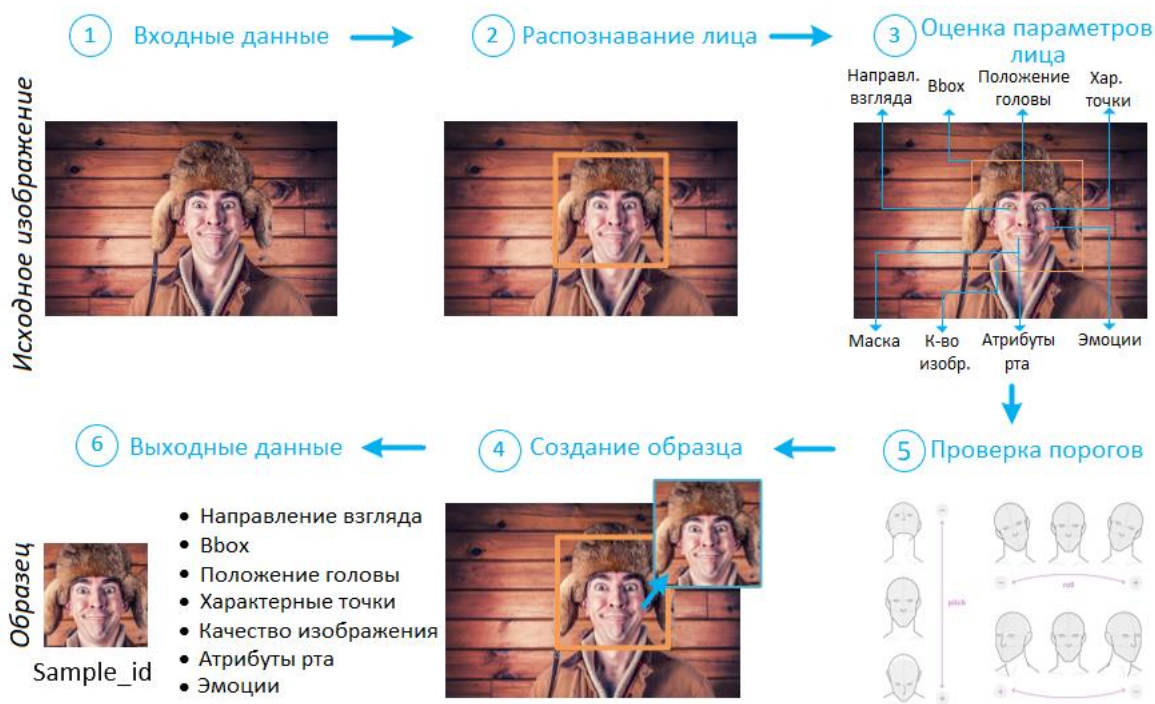 1 Входные данные
2 Распознавание лица
3 Оценка параметров
лица
Исходное изображение
Направл.
взгляда
Bbox
Положение
головы
Хар.
точки
Маска
К-во
изобр.
Атрибуты
рта
Эмоции
6 Выходные данные
4 Создание образца
5 Проверка порогов
Образец
Sample_id
• Направление взгляда
• Bbox
• Положение головы
• Характерные точки
• Качество изображения
• Атрибуты рта
• Эмоции
pitch
roll